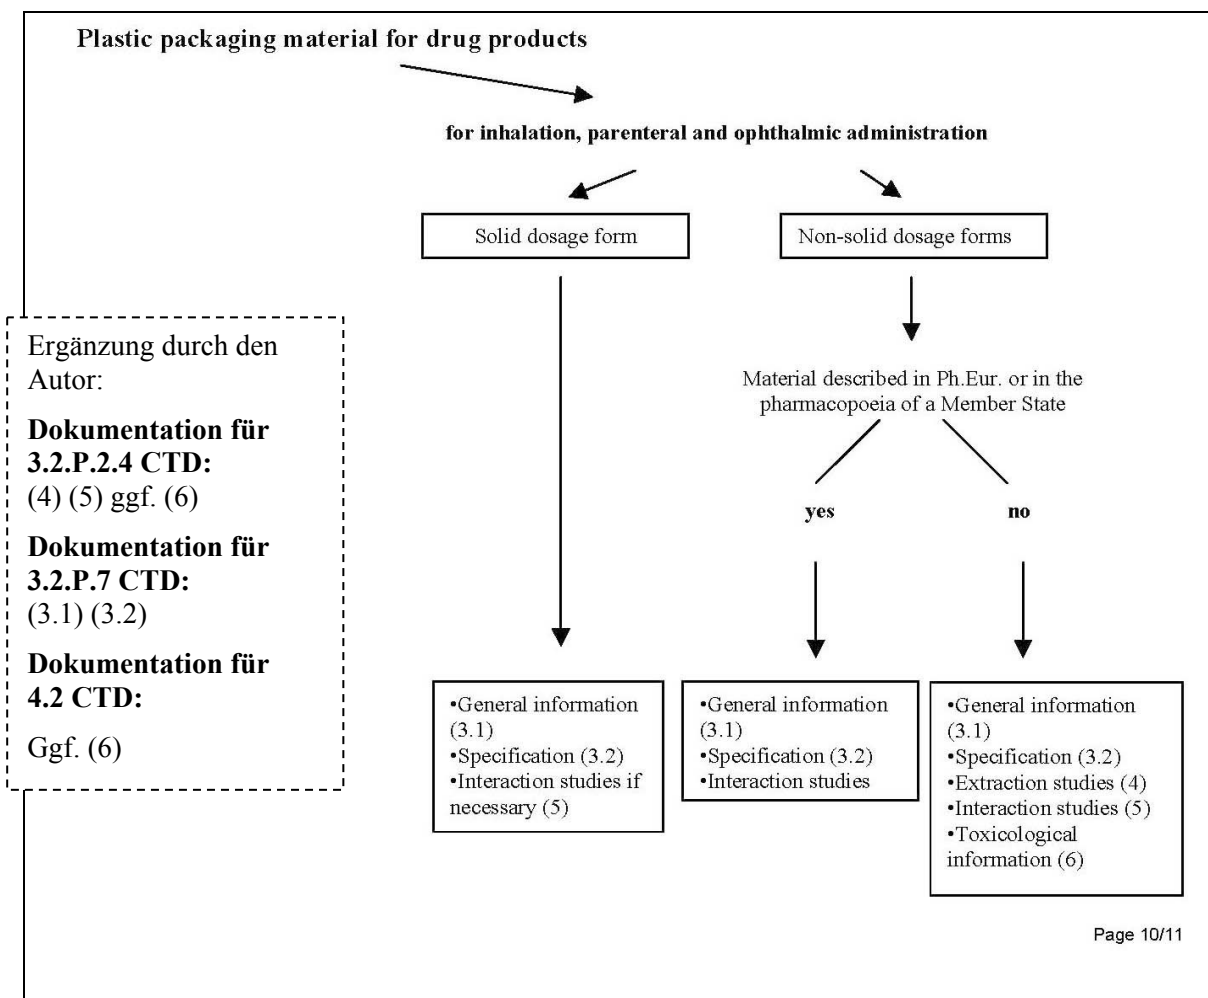 Plastic packaging material for drug products
for inhalation, parenteral and ophthalmic administration
Solid dosage form
Non-solid dosage forms
Ergänzung durch den
Autor:
Dokumentation für
3.2.P.2.4 CTD:
(4) (5) ggf. (6)
Dokumentation für
3.2.P.7 CTD:
(3.1) (3.2)
Dokumentation für
4.2 CTD:
Ggf. (6)
Material described in Ph.Eur. or in the
pharmacopoeia of a Member State
yes
no
•General information
(3.1)
•Specification (3.2)
•Interaction studies if
necessary (5)
•General information
(3.1)
•Specification (3.2)
•Interaction studies
•General information
(3.1)
•Specification (3.2)
•Extraction studies (4)
•Interaction studies (5)
•Toxicological
information (6)
Page 10/11